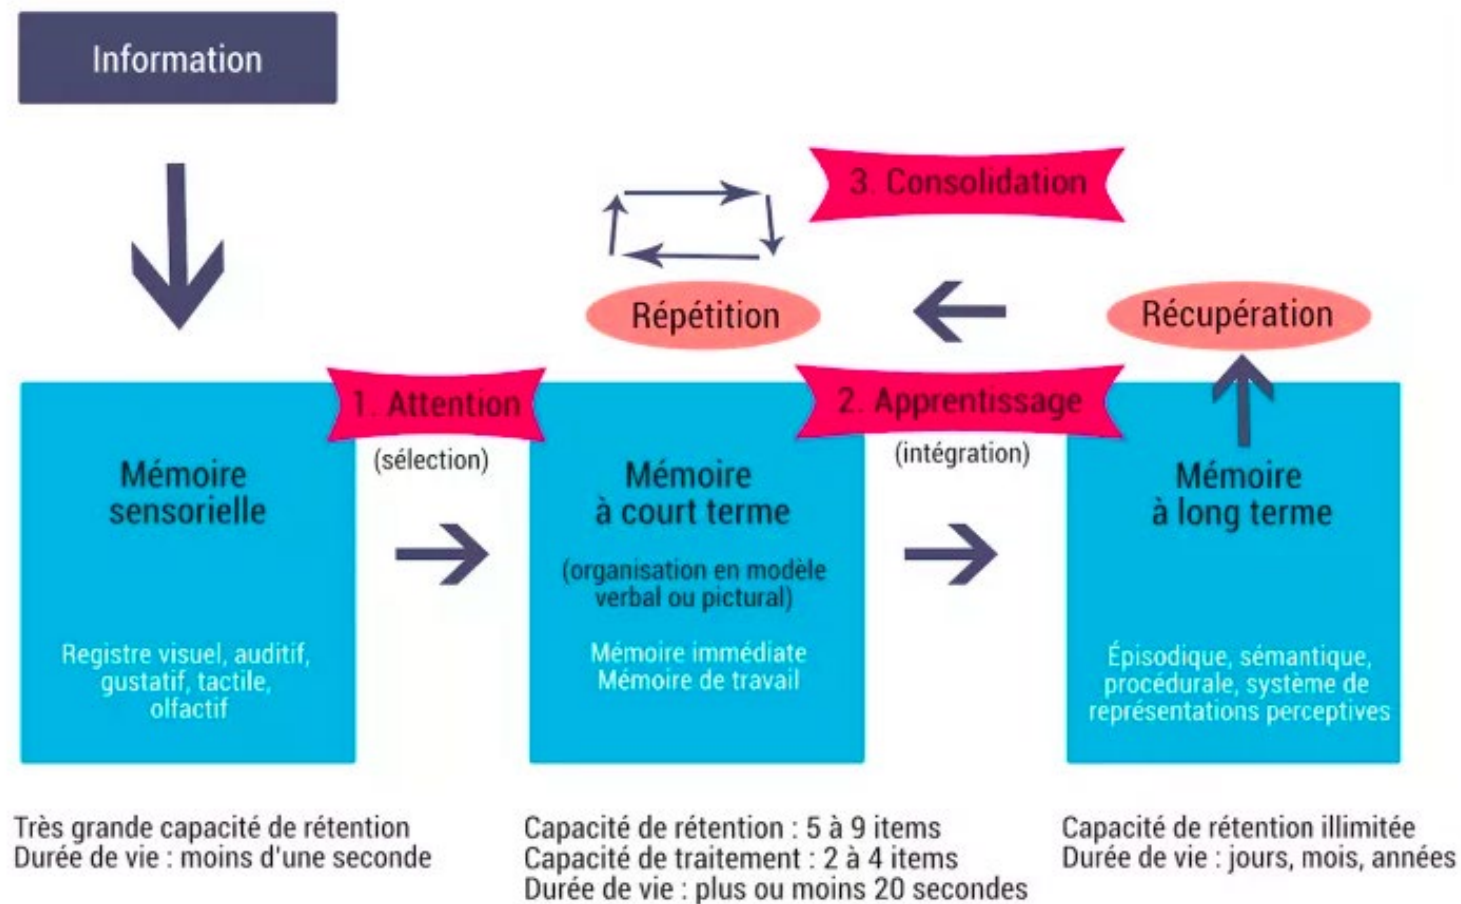 Information
3. Consolidation
Répétition
Récupération
1. Attention
(sélection)
2. Apprentissage
(intégration)
Mémoire
sensorielle
Registre visuel, auditif,
gustatif, tactile,
olfactif
Mémoire
à court terme
(organisation en modèle
verbal ou pictural)
Mémoire immédiate
Mémoire de travail
Mémoire
à long terme
Épisodique, sémantique,
procédurale, système de
représentations perceptives
Très grande capacité de rétention
Durée de vie : moins d'une seconde
Capacité de rétention : 5 à 9 items
Capacité de traitement : 2 à 4 items
Durée de vie : plus ou moins 20 secondes
Capacité de rétention illimitée
Durée de vie : jours, mois, années